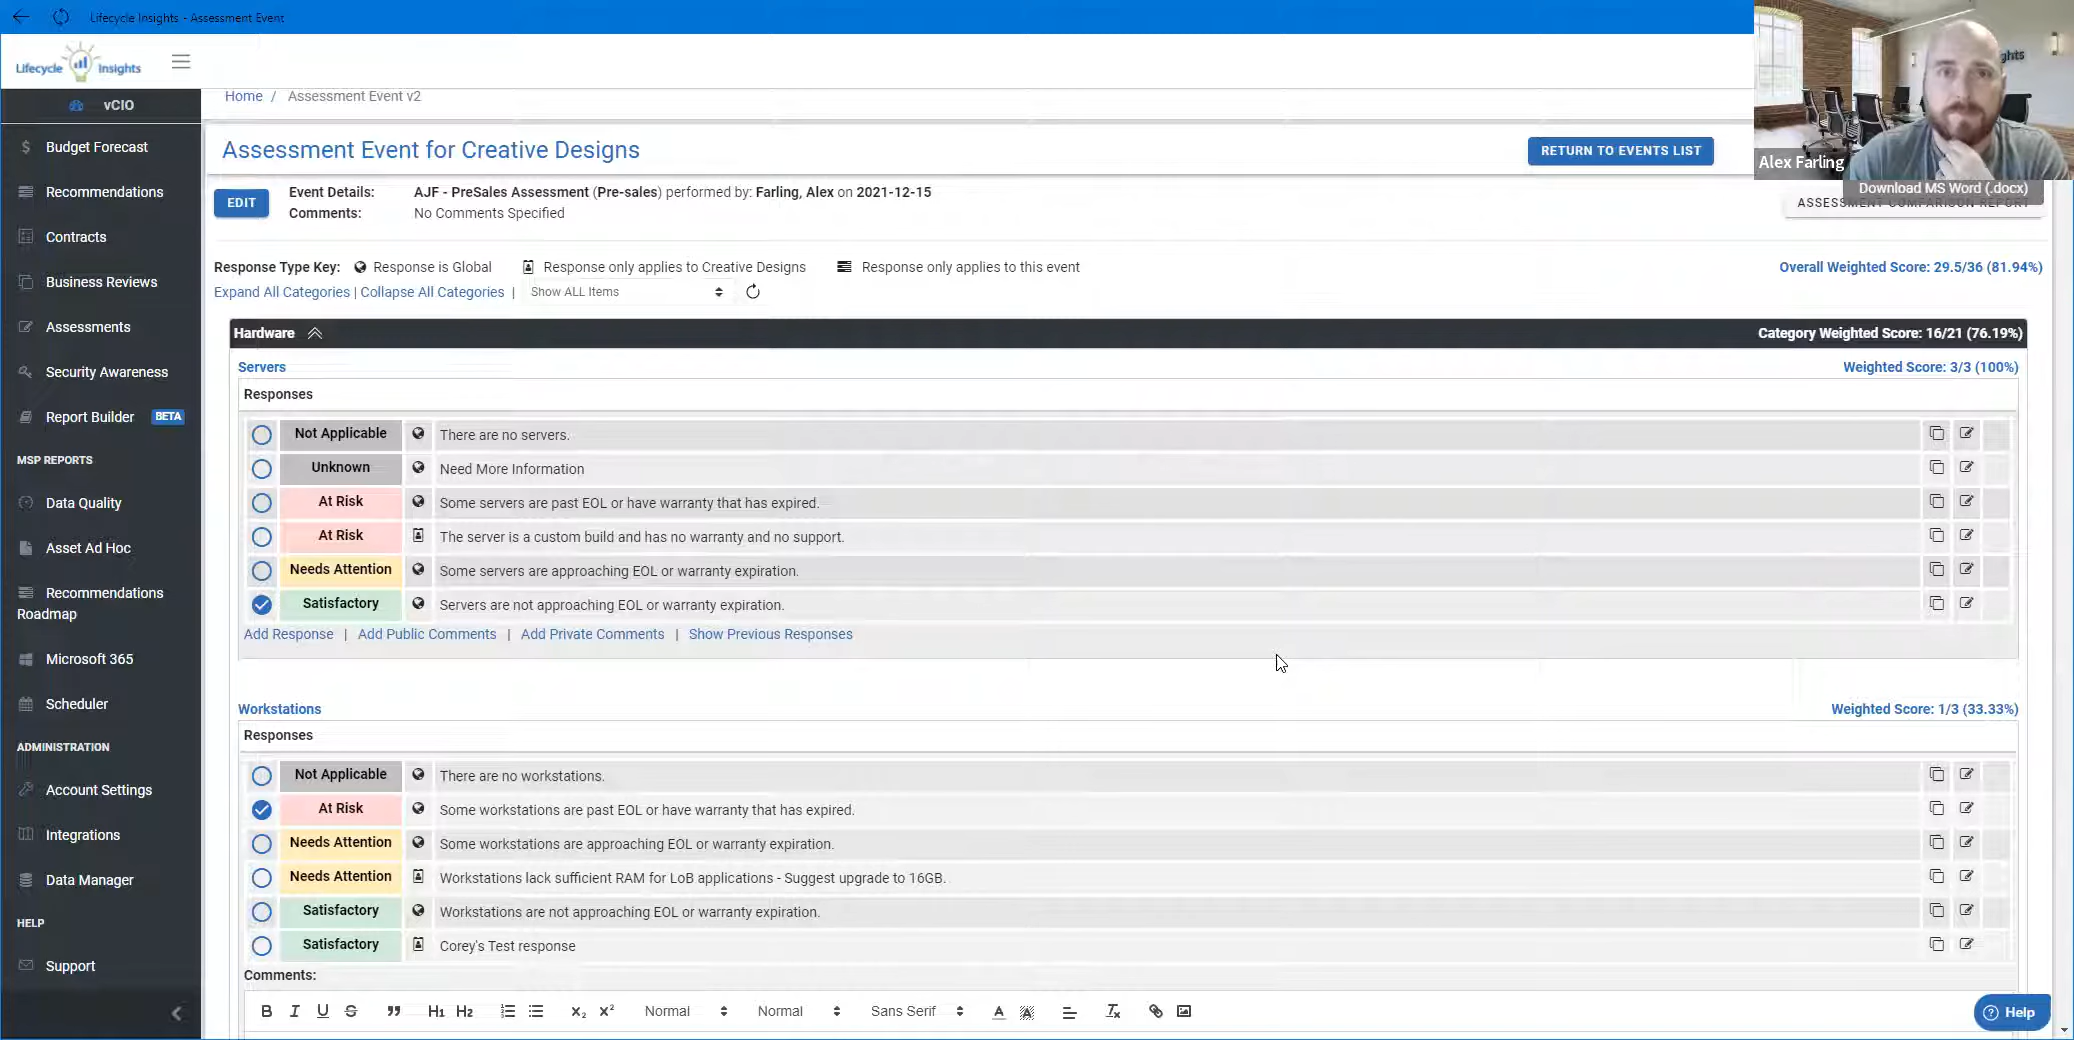 Lifecycle Insights - Assessment Event
Lifecycle Insights
ghts
Alex Farling
vCIO
Budget Forecast
Recommendations
Contracts
Business Reviews
Assessments
Security Awareness
Report Builder BETA
MSP REPORTS
Data Quality
Asset Ad Hoc
Recommendations
Roadmap
Microsoft 365
Scheduler
ADMINISTRATION
Account Settings
Integrations
Data Manager
HELP
Support
Home / Assessment Event v2
Assessment Event for Creative Designs
RETURN TO EVENTS LIST
EDIT
Event Details: AJF - PreSales Assessment (Pre-sales) performed by: Farling, Alex on 2021-12-15
Comments: No Comments Specified
Download MS Word (.docx)
ASSESSMENT COMPARISON REPORT
Response Type Key: Response is Global Response only applies to Creative Designs Response only applies to this event
Overall Weighted Score: 29.5/36 (81.94%)
Expand All Categories | Collapse All Categories | Show ALL Items
Hardware Category Weighted Score: 16/21 (76.19%)
Servers Weighted Score: 3/3 (100%)
Responses
Not Applicable There are no servers.
Unknown Need More Information
At Risk Some servers are past EOL or have warranty that has expired.
At Risk The server is a custom build and has no warranty and no support.
Needs Attention Some servers are approaching EOL or warranty expiration.
Satisfactory Servers are not approaching EOL or warranty expiration.
Add Response | Add Public Comments | Add Private Comments | Show Previous Responses
Workstations Weighted Score: 1/3 (33.33%)
Responses
Not Applicable There are no workstations.
At Risk Some workstations are past EOL or have warranty that has expired.
Needs Attention Some workstations are approaching EOL or warranty expiration.
Needs Attention Workstations lack sufficient RAM for LoB applications - Suggest upgrade to 16GB.
Satisfactory Workstations are not approaching EOL or warranty expiration.
Satisfactory Corey's Test response
Comments:
B I U S H1 H2 X2 X2 Normal Normal Sans Serif A A Tx
Help